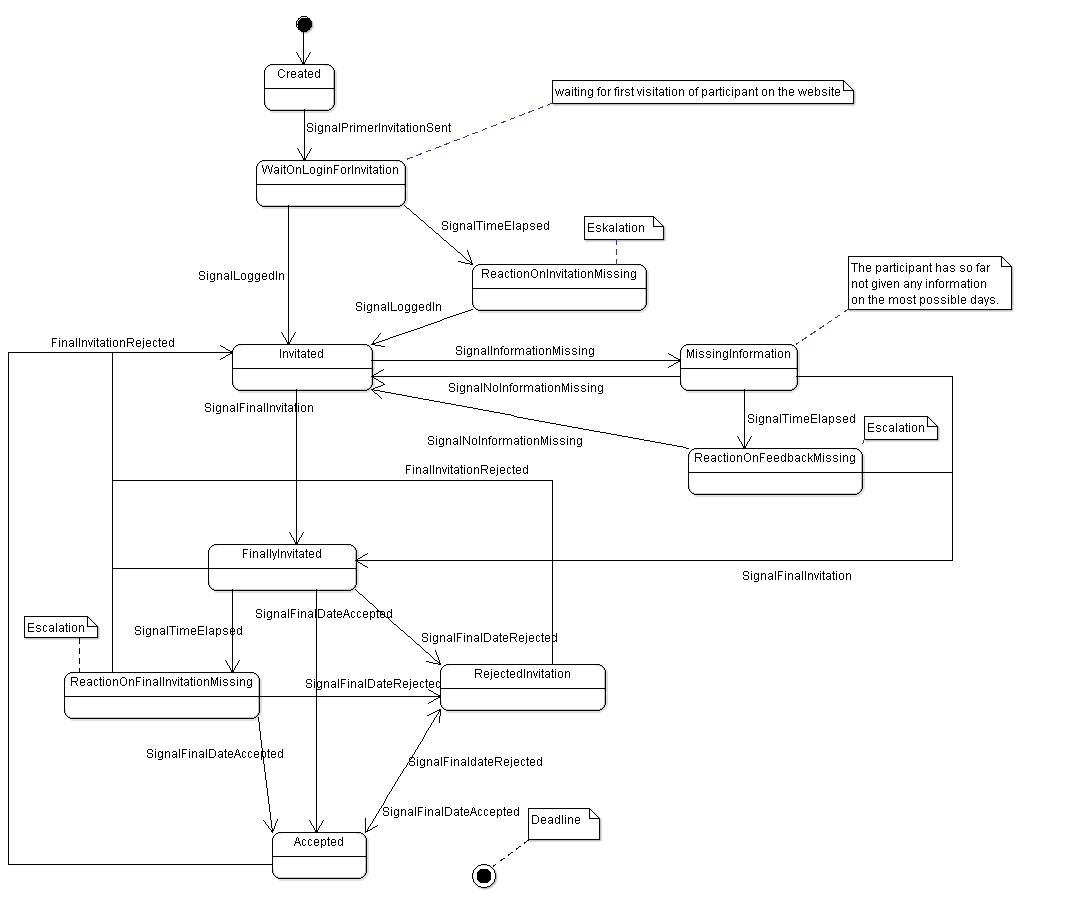 Created
SignalPrimerInvitationSent
waiting for first visitation of participant on the website
WaitOnLoginForInvitation
SignalTimeElapsed
Eskalation
SignalLoggedIn
ReactionOnInvitationMissing
The participant has so far
not given any information
on the most possible days.
SignalLoggedIn
FinalInvitationRejected
Invitated
SignalInformationMissing
MissingInformation
SignalNoInformationMissing
SignalFinalInvitation
SignalTimeElapsed
Escalation
SignalNoInformationMissing
ReactionOnFeedbackMissing
FinalInvitationRejected
FinallyInvitated
SignalFinalInvitation
SignalFinalDateAccepted
Escalation
SignalTimeElapsed
SignalFinalDateRejected
ReactionOnFinalInvitationMissing
SignalFinalDateRejected
RejectedInvitation
SignalFinalDateAccepted
SignalFinaldateRejected
SignalFinalDateAccepted
Deadline
Accepted